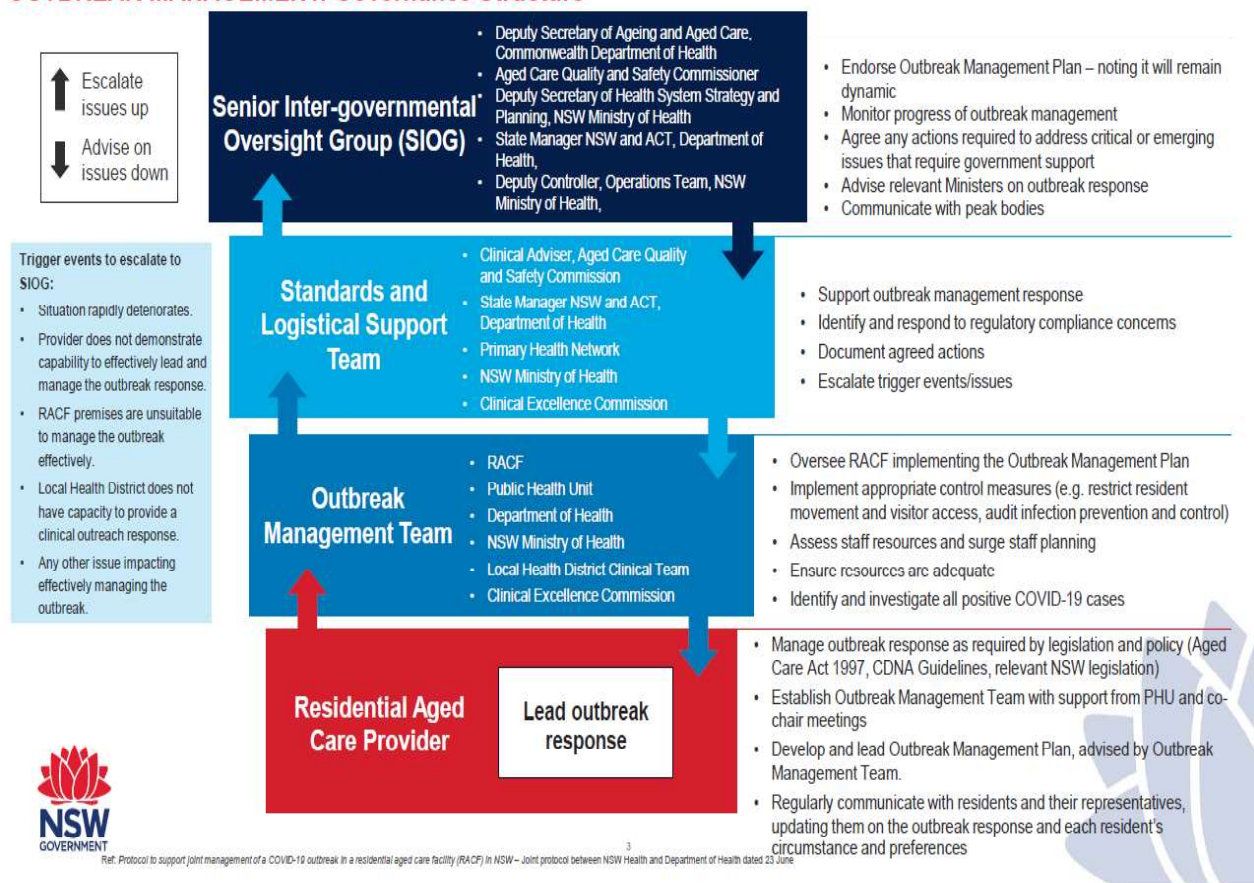 OUTBREAK MANAGEMENT: Governance Structure
Escalate
issues up
Advise on
issues down
Senior Inter-governmental
Oversight Group (SIOG)
• Deputy Secretary of Ageing and Aged Care,
Commonwealth Department of Health
• Aged Care Quality and Safety Commissioner
• Deputy Secretary of Health System Strategy and
Planning, NSW Ministry of Health
• State Manager NSW and ACT, Department of
Health,
• Deputy Controller, Operations Team, NSW
Ministry of Health,
• Endorse Outbreak Management Plan – noting it will remain
dynamic
• Monitor progress of outbreak management
• Agree any actions required to address critical or emerging
issues that require government support
• Advise relevant Ministers on outbreak response
• Communicate with peak bodies
Trigger events to escalate to
SIOG:
• Situation rapidly deteriorates.
• Provider does not demonstrate
capability to effectively lead and
manage the outbreak response.
• RACF premises are unsuitable
to manage the outbreak
effectively.
• Local Health District does not
have capacity to provide a
clinical outreach response.
• Any other issue impacting
effectively managing the
outbreak.
Standards and
Logistical Support
Team
• Clinical Adviser, Aged Care Quality
and Safety Commission
• State Manager NSW and ACT,
Department of Health
• Primary Health Network
• NSW Ministry of Health
• Clinical Excellence Commission
• Support outbreak management response
• Identify and respond to regulatory compliance concerns
• Document agreed actions
• Escalate trigger events/issues
Outbreak
Management Team
• RACF
• Public Health Unit
• Department of Health
• NSW Ministry of Health
- Local Health District Clinical Team
• Clinical Excellence Commission
• Oversee RACF implementing the Outbreak Management Plan
• Implement appropriate control measures (e.g. restrict resident
movement and visitor access, audit infection prevention and control)
• Assess staff resources and surge staff planning
• Ensure resources are adequate
• Identify and investigate all positive COVID-19 cases
Residential Aged
Care Provider
Lead outbreak
response
• Manage outbreak response as required by legislation and policy (Aged
Care Act 1997, CDNA Guidelines, relevant NSW legislation)
• Establish Outbreak Management Team with support from PHU and co-
chair meetings
• Develop and lead Outbreak Management Plan, advised by Outbreak
Management Team.
• Regularly communicate with residents and their representatives,
updating them on the outbreak response and each resident's
circumstance and preferences
NSW
GOVERNMENT
3
Ref: Protocol to support joint management of a COVID-19 outbreak in a residential aged care facility (RACF) in NSW – Joint protocol between NSW Health and Department of Health dated 23 June